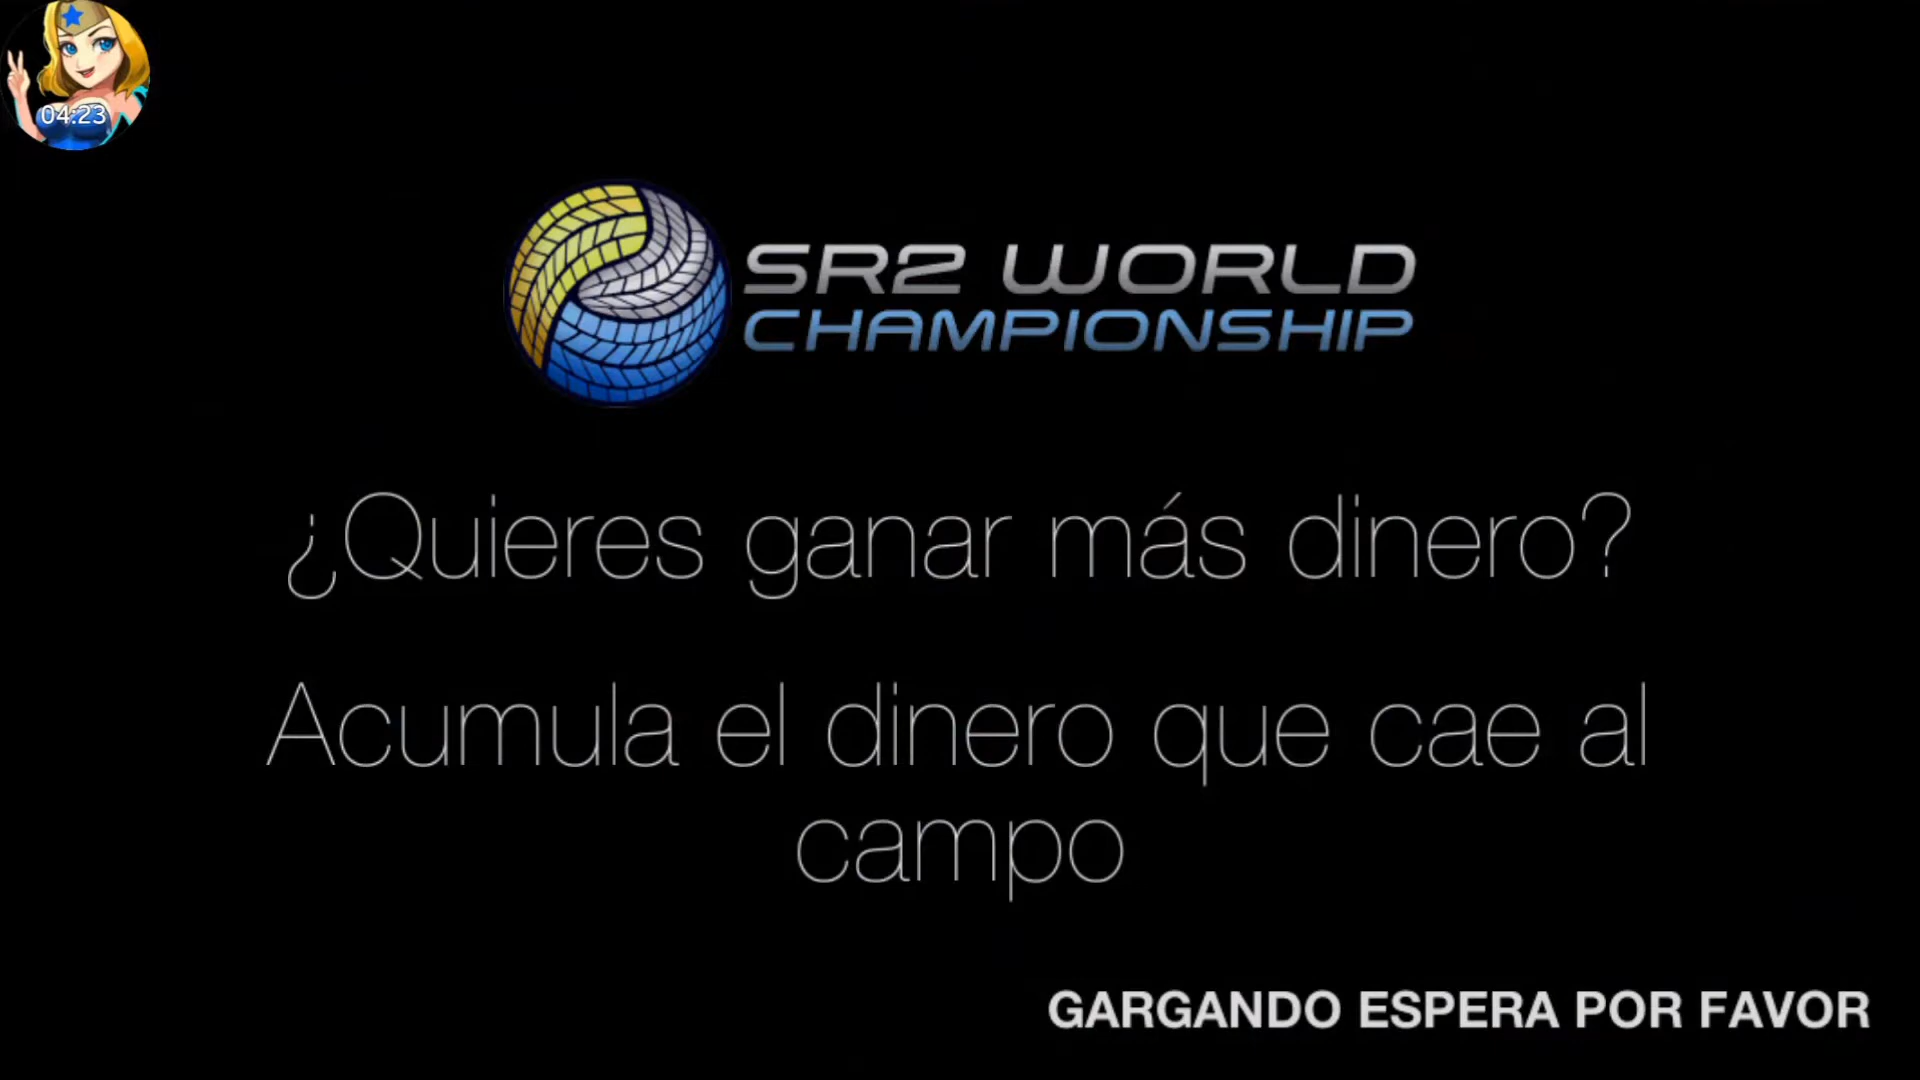 04:23
SR2 WORLD
CHAMPIONSHIP
¿Quieres ganar más dinero?
Acumula el dinero que cae al
campo
GARGANDO ESPERA POR FAVOR